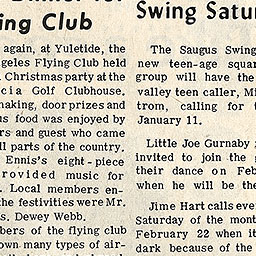 ing Club
again, at Yuletide, the
geles Flying Club held
Christmas party at the
cia Golf Clubhouse.
making, door prizes and
us food was enjoyed by
rs and guest who came
ll parts of the country.
Ennis's eight-piece
rovided music for
. Local members en-
the festivities were Mr.
s. Dewey Webb.
bers of the flying club
own many types of air-
Swing Satu
The Saugus Swing
new teen-age squar
group will have the
valley teen caller, Mi
trom, calling for t
January 11.
Little Joe Gurnaby
invited to join the g
their dance on Feb
when he will be the
Jime Hart calls eve
Saturday of the mont
February 22 when it
dark because of the